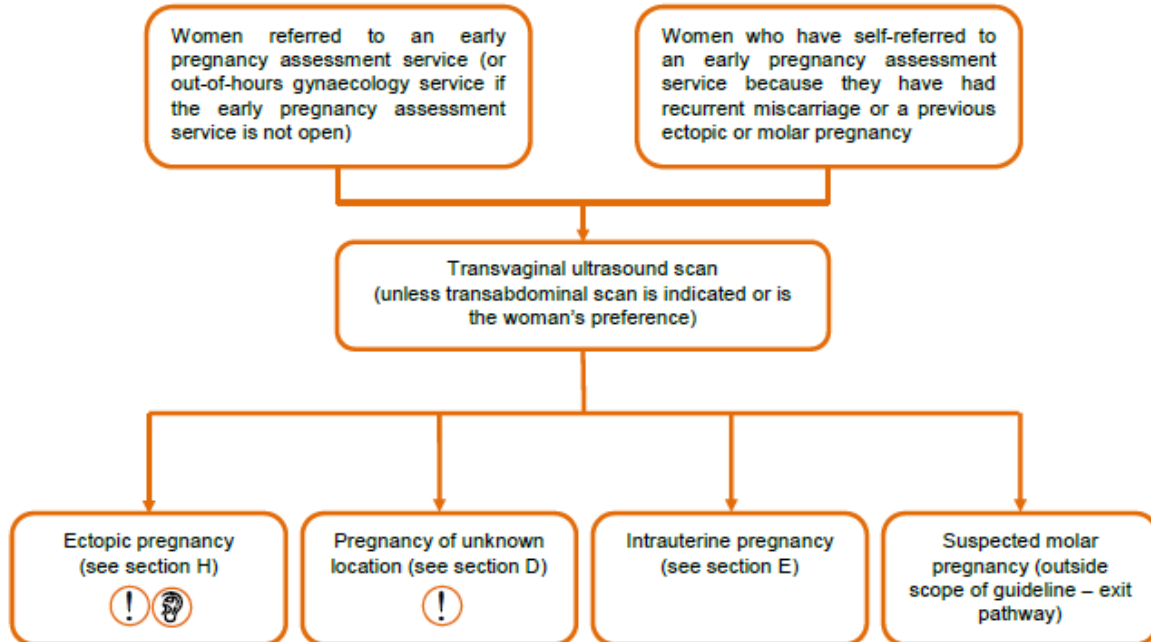 Women referred to an early
pregnancy assessment service (or
out-of-hours gynaecology service if
the early pregnancy assessment
service is not open)
Women who have self-referred to
an early pregnancy assessment
service because they have had
recurrent miscarriage or a previous
ectopic or molar pregnancy
Transvaginal ultrasound scan
(unless transabdominal scan is indicated or is
the woman's preference)
Ectopic pregnancy
(see section H)
!
Pregnancy of unknown
location (see section D)
!
Intrauterine pregnancy
(see section E)
Suspected molar
pregnancy (outside
scope of guideline – exit
pathway)